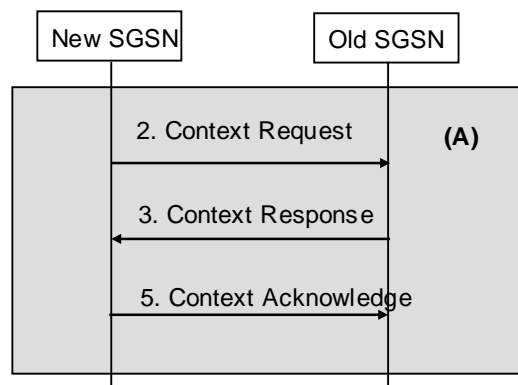 New SGSN
Old SGSN
2. Context Request
(A)
3. Context Response
5. Context Acknowledge